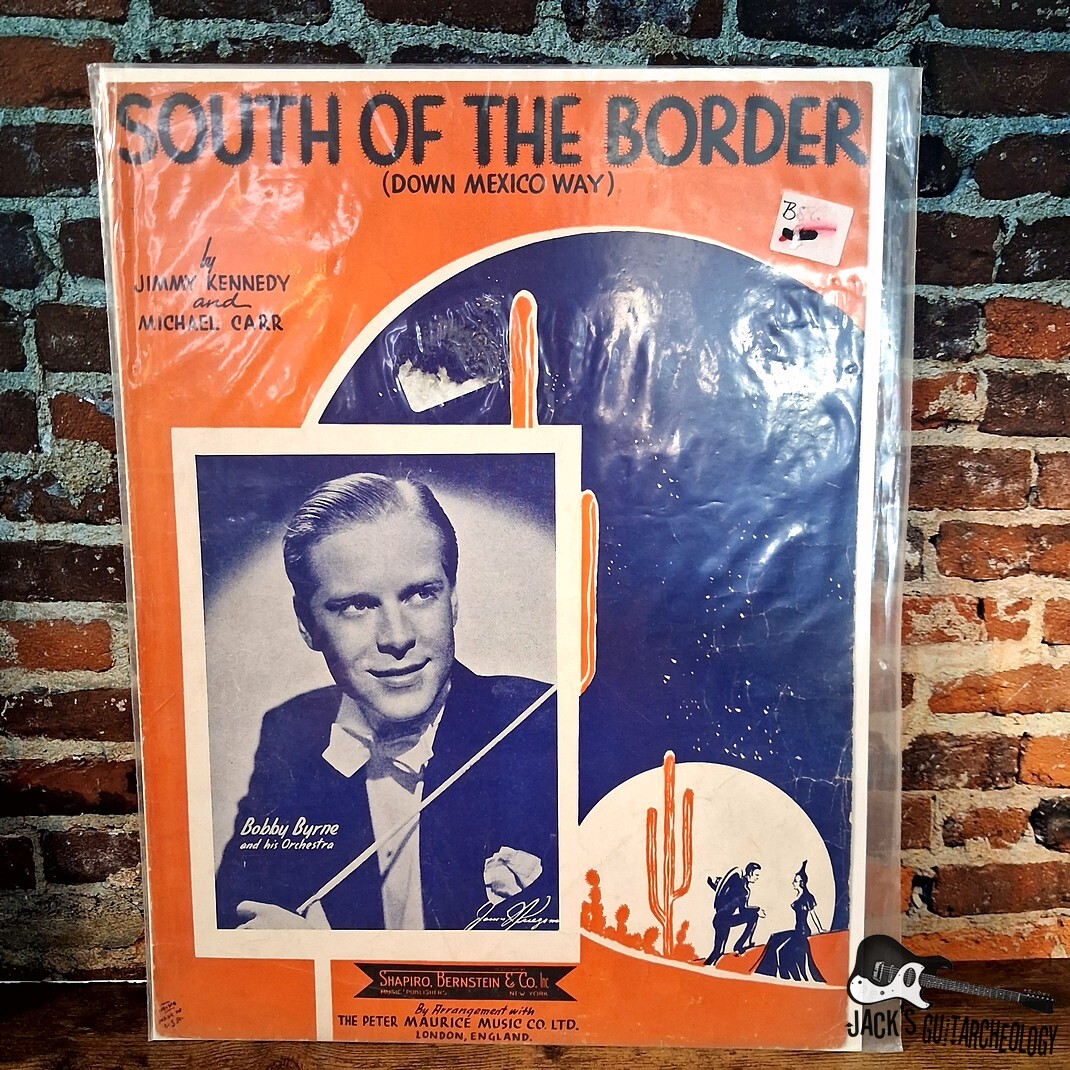 SOUTH OF THE BORDER
(DOWN MEXICO WAY)
by
JIMMY KENNEDY
and
MICHAEL CARR
Bobby Byrne
and his Orchestra
SHAPIRO, BERNSTEIN & CO. Inc
MUSIC PUBLISHERS NEW YORK
By Arrangement with
THE PETER MAURICE MUSIC CO. LTD.
LONDON, ENGLAND.
JACK'S GUITARCHEOLOGY